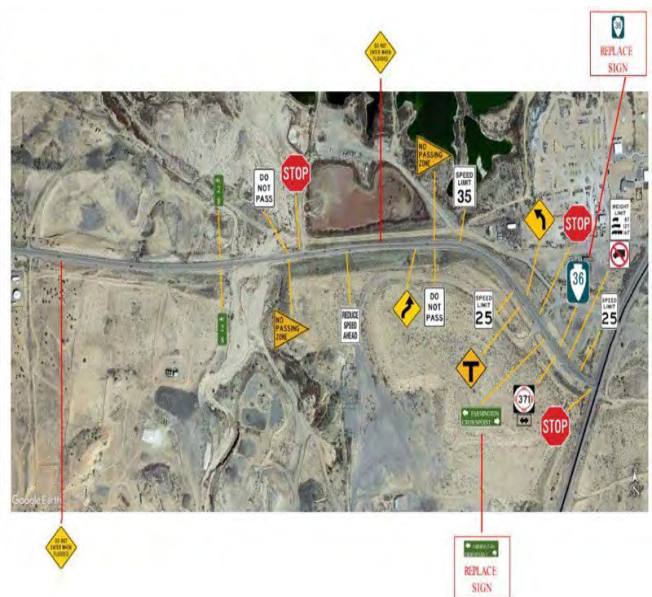 36
REPLACE
SIGN
DO NOT
ENTER WHEN
FLOODED
NO
PASSING
ZONE
DO
NOT
PASS
STOP
SPEED
LIMIT
35
STOP
WEIGHT
LIMIT
36
SPEED
LIMIT
25
SPEED
LIMIT
25
DO
NOT
PASS
NO
PASSING
ZONE
REDUCE
SPEED
AHEAD
T
371
FARMINGTON
CROWNPOINT
STOP
Google Earth
DO NOT
ENTER WHEN
FLOODED
REPLACE
SIGN